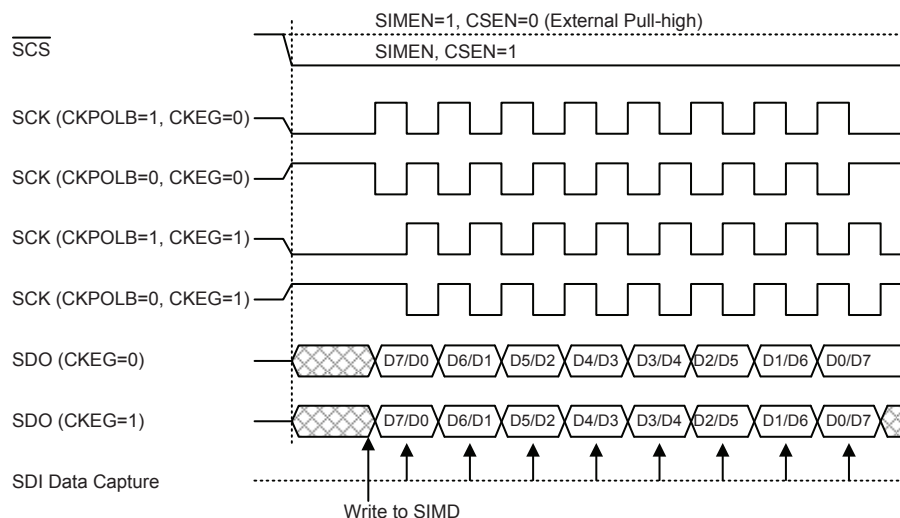 SIMEN=1, CSEN=0 (External Pull-high)
SCS
SIMEN, CSEN=1
SCK (CKPOLB=1, CKEG=0)
SCK (CKPOLB=0, CKEG=0)
SCK (CKPOLB=1, CKEG=1)
SCK (CKPOLB=0, CKEG=1)
SDO (CKEG=0) D7/D0 D6/D1 D5/D2 D4/D3 D3/D4 D2/D5 D1/D6 D0/D7
SDO (CKEG=1) D7/D0 D6/D1 D5/D2 D4/D3 D3/D4 D2/D5 D1/D6 D0/D7
SDI Data Capture
Write to SIMD